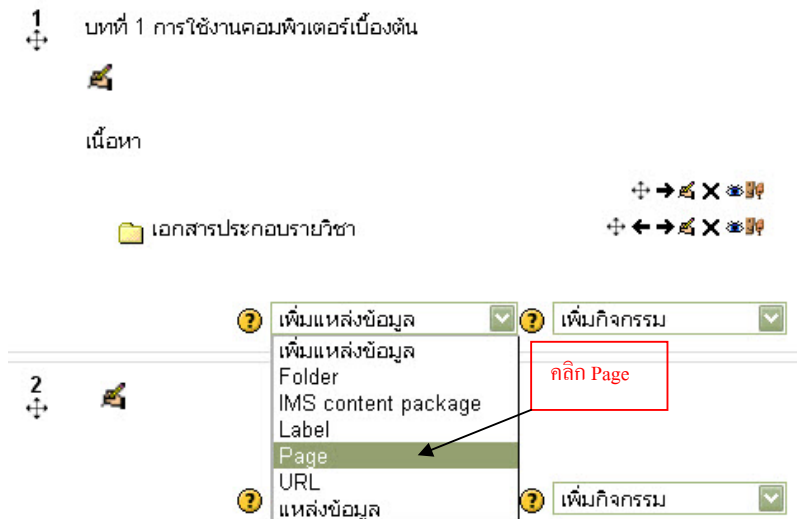 1
บทที่ 1 การใช้งานคอมพิวเตอร์เบื้องต้น
เนื้อหา
เอกสารประกอบรายวิชา
เพิ่มแหล่งข้อมูล
เพิ่มกิจกรรม
เพิ่มแหล่งข้อมูล
Folder
IMS content package
Label
Page
URL
แหล่งข้อมูล
คลิก Page
2
เพิ่มกิจกรรม